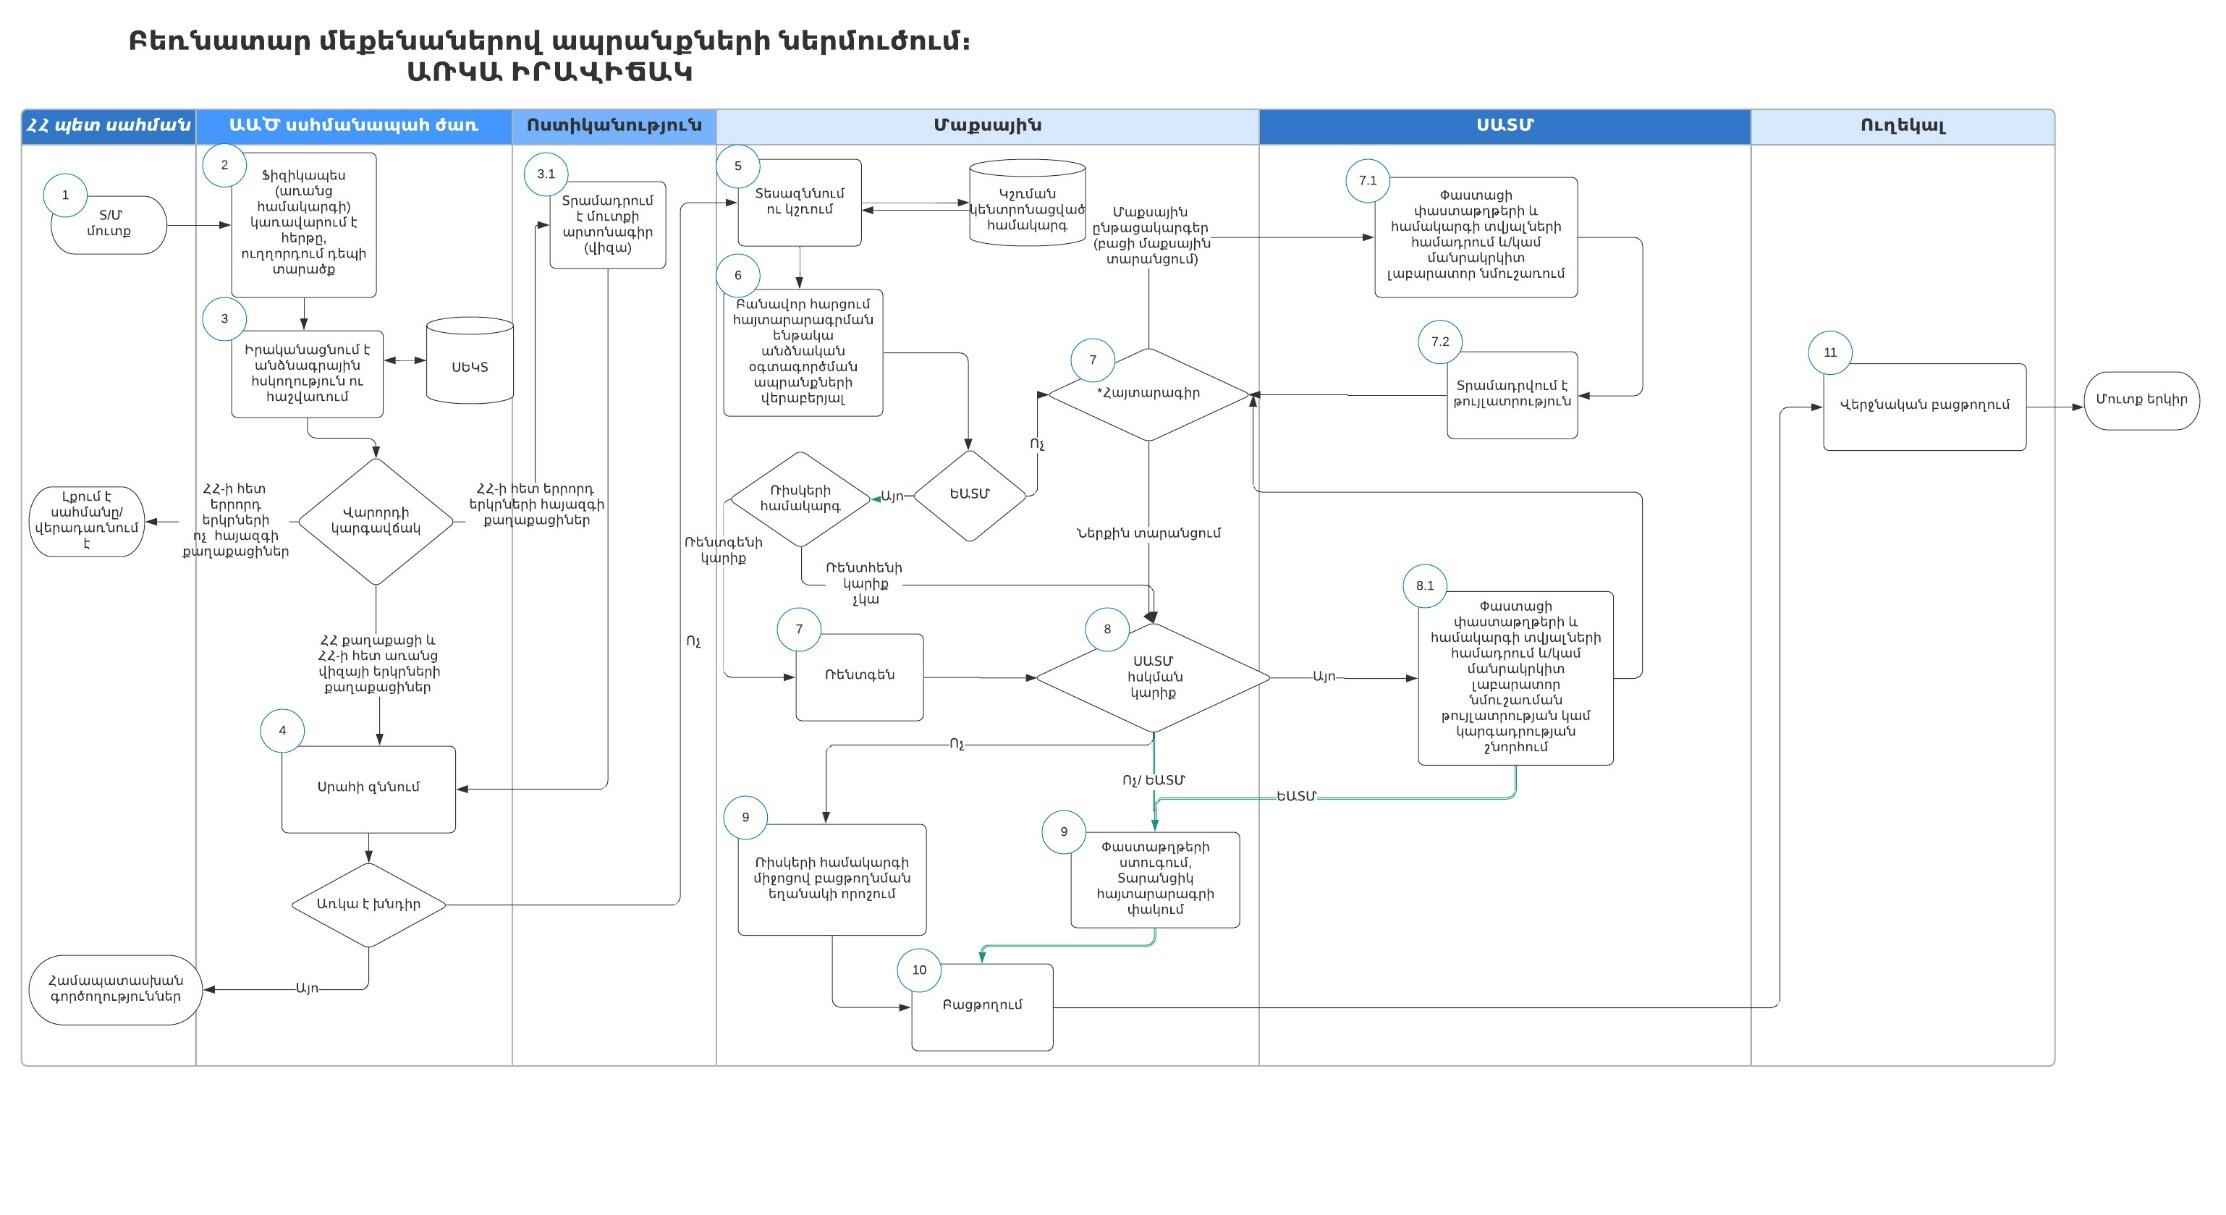 Բեռնատար մեքենաներով ապրանքների ներմուծում։
ԱՌԿԱ ԻՐԱՎԻՃԱԿ
ՀՀ պետ սահման
ԱԱԾ սսհմանապահ ծառ
Ոստիկանություն
Մաքսային
ՍԱՏՄ
Ուղեկալ
1
Տ/Մ
մուտք
2
Ֆիզիկապես
(առանց
համակարգի)
կառավարում է
հերթը,
ուղղորդում դեպի
տարածք
3
Իրականացնում է
անձնագրային
հսկողություն ու
հաշվառում
ՍԵԿՏ
3.1
Տրամադրում
է մուտքի
արտոնագիր
(վիզա)
Վարորդի
կարգավճակ
ՀՀ-ի հետ
երրորդ
երկրների
ոչ հայազգի
քաղաքացիներ
Լքում է
սահմանը/
վերադառնում
է
ՀՀ-ի հետ երրորդ
երկրների հայազգի
քաղաքացիներ
ՀՀ քաղաքացի և
ՀՀ-ի հետ առանց
վիզայի երկրների
քաղաքացիներ
4
Սրահի զննում
Առկա է խնդիր
Այո
Համապատասխան
գործողություններ
Ոչ
5
Տեսազննում
ու կշռում
Կշռման
կենտրոնացված
համակարգ
6
Բանավոր հարցում
հայտարարագրման
ենթակա
անձնական
օգտագործման
ապրանքների
վերաբերյալ
ԵԱՏՄ
Այո
Ոչ
Ռիսկերի
համակարգ
Ռենտգենի
կարիք
Ռենտհենի
կարիք
չկա
7
Ռենտգեն
7
*Հայտարագիր
Մաքսային
ընթացակարգեր
(բացի մաքսային
տարանցում)
Ներքին տարանցում
7.1
Փաստացի
փաստաթղթերի և
համակարգի տվյալների
համադրում և/կամ
մանրակրկիտ
լաբարատոր նմուշառում
7.2
Տրամադրվում է
թույլատրություն
8
ՍԱՏՄ
հսկման
կարիք
Այո
8.1
Փաստացի
փաստաթղթերի և
համակարգի տվյալների
համադրում և/կամ
մանրակրկիտ
լաբարատոր
նմուշառման
թույլատրության կամ
կարգադրության
շնորհում
Ոչ
Ոչ/ ԵԱՏՄ
ԵԱՏՄ
9
Ռիսկերի համակարգի
միջոցով բացթողնման
եղանակի որոշում
9
Փաստաթղթերի
ստուգում,
Տարանցիկ
հայտարարագրի
փակում
10
Բացթողում
11
Վերջնական բացթողում
Մուտք երկիր